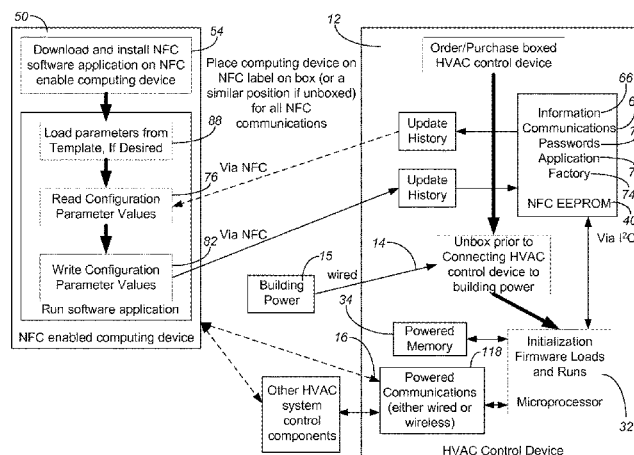 50
54
Download and install NFC
software application on NFC
enable computing device
Load parameters from
Template, If Desired
88
76
Read Configuration
Parameter Values
82
Write Configuration
Parameter Values
Run software application
NFC enabled computing device
Place computing device on
NFC label on box (or a
similar position if unboxed)
for all NFC
communications
Via NFC
Via NFC
12
Order/Purchase boxed
HVAC control device
Update
History
Update
History
66
Information
Communications
Passwords
Application
Factory
74
NFC EEPROM
40
Via I²C
14
15
Building
Power
wired
Unbox prior to
Connecting HVAC
control device to
building power
34
Powered
Memory
16
118
Powered
Communications
(either wired or
wireless)
Other HVAC
system
control
components
Initialization
Firmware Loads
and Runs
Microprocessor
32
HVAC Control Device